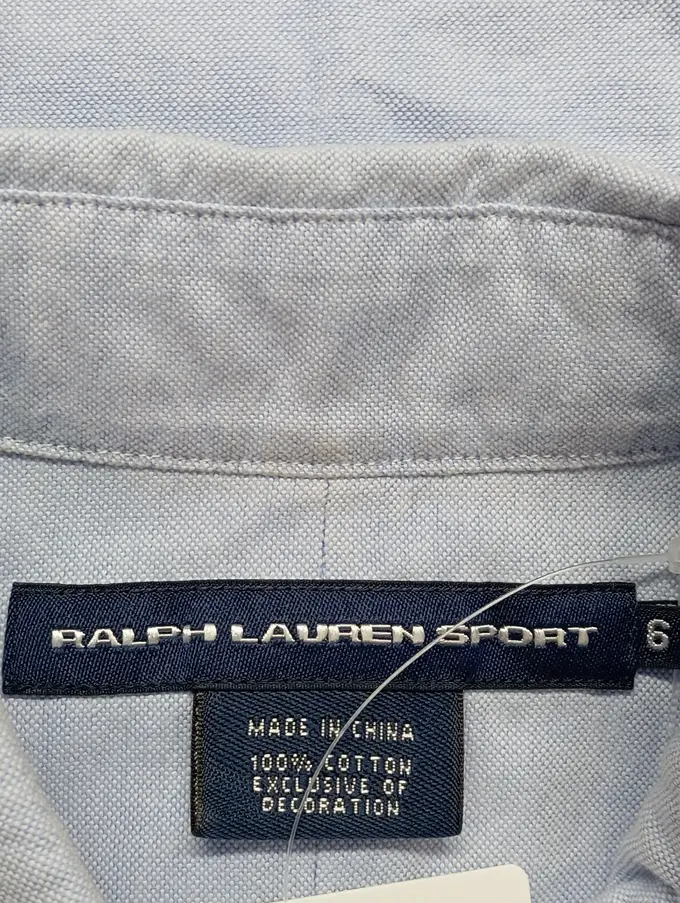 RALPH LAUREN SPORT 6
MADE IN CHINA
100% COTTON
EXCLUSIVE OF
DECORATION